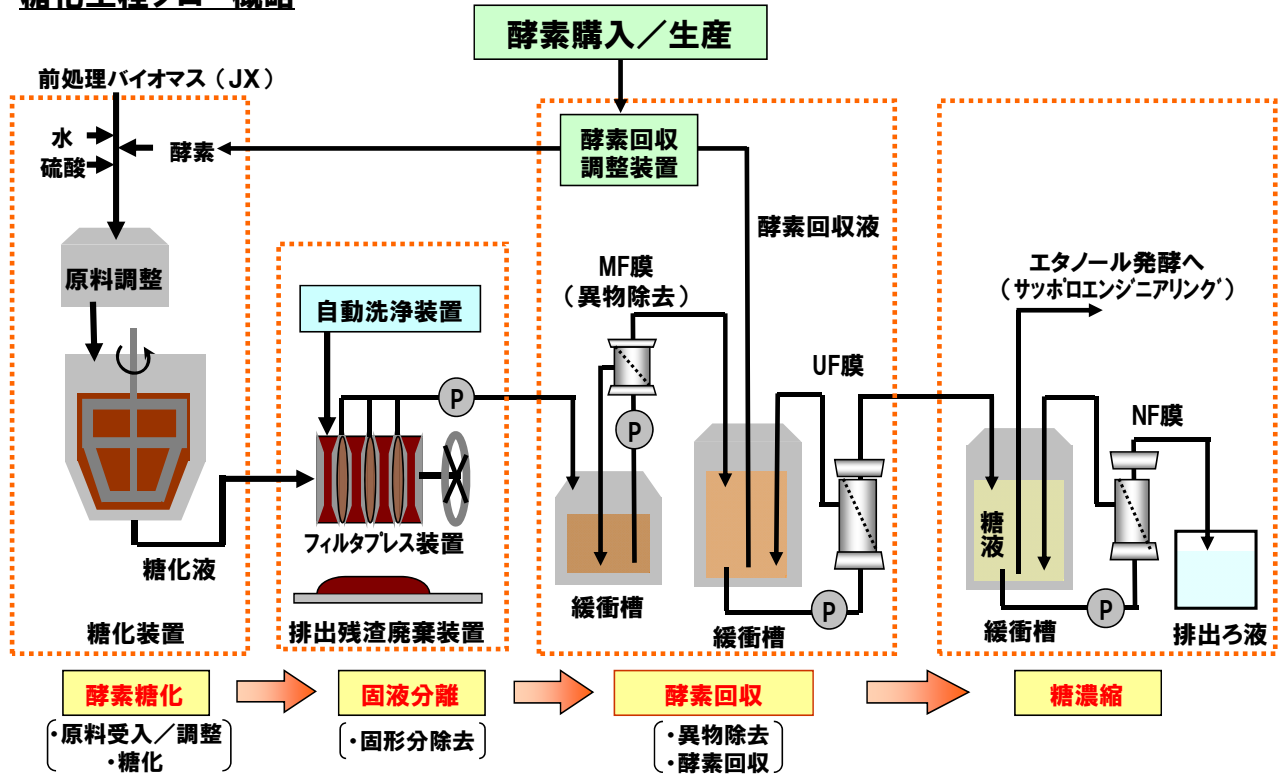 糖化工程フロー概略
酵素購入／生産
前処理バイオマス（JX）
水
硫酸
酵素
酵素回収
調整装置
酵素回収液
原料調整
自動洗浄装置
MF膜
（異物除去）
エタノール発酵へ
（サッポロエンジニアリング）
UF膜
NF膜
P
P
P
P
糖液
フィルタプレス装置
糖化液
緩衝槽
緩衝槽
緩衝槽
排出ろ液
糖化装置
排出残渣廃棄装置
酵素糖化
固液分離
酵素回収
糖濃縮
・原料受入／調整
・糖化
・固形分除去
・異物除去
・酵素回収